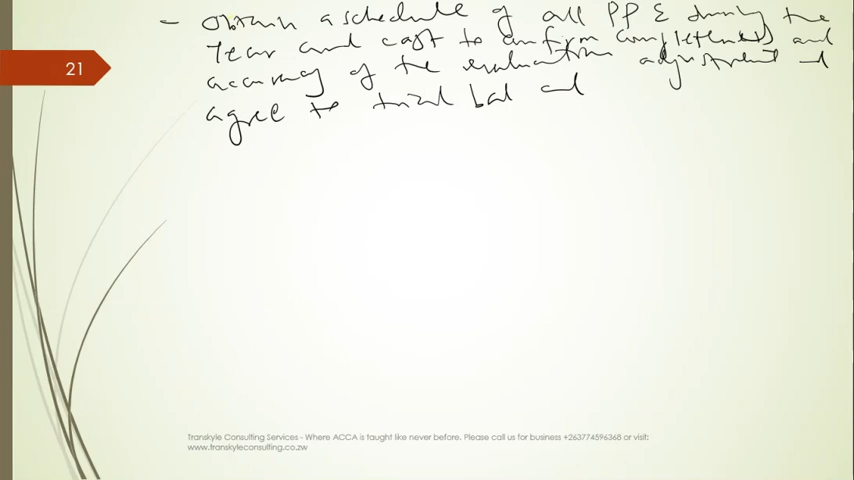 - obtain a schedule of all PPE during the
year and cast to confirm completeness and
accuracy of the revaluation adjustment and
agree to trial bal and
21
Transkyle Consulting Services - Where ACCA is taught like never before. Please call us for business +263774596368 or visit:
www.transkyleconsulting.co.zw